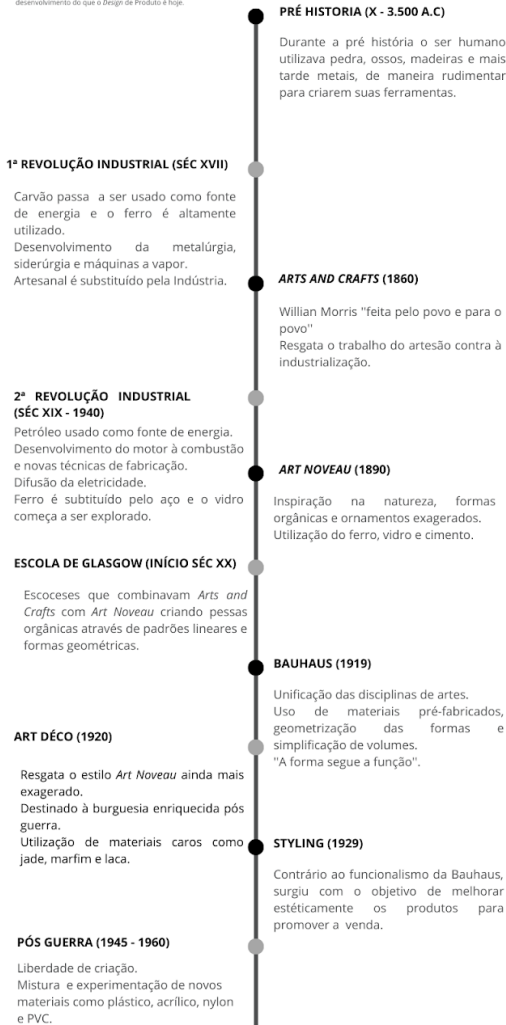 desenvolvimento do que o Design de Produto é hoje.
PRÉ HISTORIA (X - 3.500 A.C)
Durante a pré história o ser humano
utilizava pedra, ossos, madeiras e mais
tarde metais, de maneira rudimentar
para criarem suas ferramentas.
1ª REVOLUÇÃO INDUSTRIAL (SÉC XVII)
Carvão passa a ser usado como fonte
de energia e o ferro é altamente
utilizado.
Desenvolvimento da metalúrgia,
siderúrgia e máquinas a vapor.
Artesanal é substituído pela Indústria.
ARTS AND CRAFTS (1860)
Willian Morris "feita pelo povo e para o
povo"
Resgata o trabalho do artesão contra à
industrialização.
2ª REVOLUÇÃO INDUSTRIAL
(SÉC XIX - 1940)
Petróleo usado como fonte de energia.
Desenvolvimento do motor à combustão
e novas técnicas de fabricação.
Difusão da eletricidade.
Ferro é subtituído pelo aço e o vidro
começa a ser explorado.
ART NOVEAU (1890)
Inspiração na natureza, formas
orgânicas e ornamentos exagerados.
Utilização do ferro, vidro e cimento.
ESCOLA DE GLASGOW (INÍCIO SÉC XX)
Escoceses que combinavam Arts and
Crafts com Art Noveau criando pessas
orgânicas através de padrões lineares e
formas geométricas.
BAUHAUS (1919)
Unificação das disciplinas de artes.
Uso de materiais pré-fabricados,
geometrização das formas e
simplificação de volumes.
"A forma segue a função".
ART DÉCO (1920)
Resgata o estilo Art Noveau ainda mais
exagerado.
Destinado à burguesia enriquecida pós
guerra.
Utilização de materiais caros como
jade, marfim e laca.
STYLING (1929)
Contrário ao funcionalismo da Bauhaus,
surgiu com o objetivo de melhorar
estéticamente os produtos para
promover a venda.
PÓS GUERRA (1945 - 1960)
Liberdade de criação.
Mistura e experimentação de novos
materiais como plástico, acrílico, nylon
e PVC.